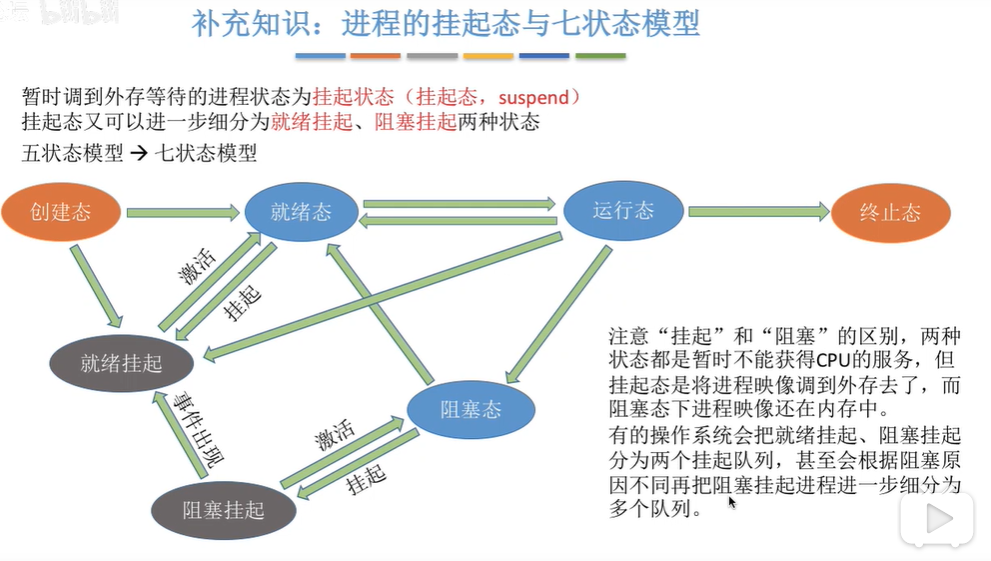 bilibili
补充知识：进程的挂起态与七状态模型
暂时调到外存等待的进程状态为挂起状态（挂起态，suspend）
挂起态又可以进一步细分为就绪挂起、阻塞挂起两种状态
五状态模型→七状态模型
创建态
就绪态
运行态
终止态
激活
挂起
就绪挂起
阻塞态
事件出现
激活
挂起
阻塞挂起
注意“挂起”和“阻塞”的区别，两种
状态都是暂时不能获得CPU的服务，但
挂起态是将进程映像调到外存去了，而
阻塞态下进程映像还在内存中。
有的操作系统会把就绪挂起、阻塞挂起
分为两个挂起队列，甚至会根据阻塞原
因不同再把阻塞挂起进程进一步细分为
多个队列。